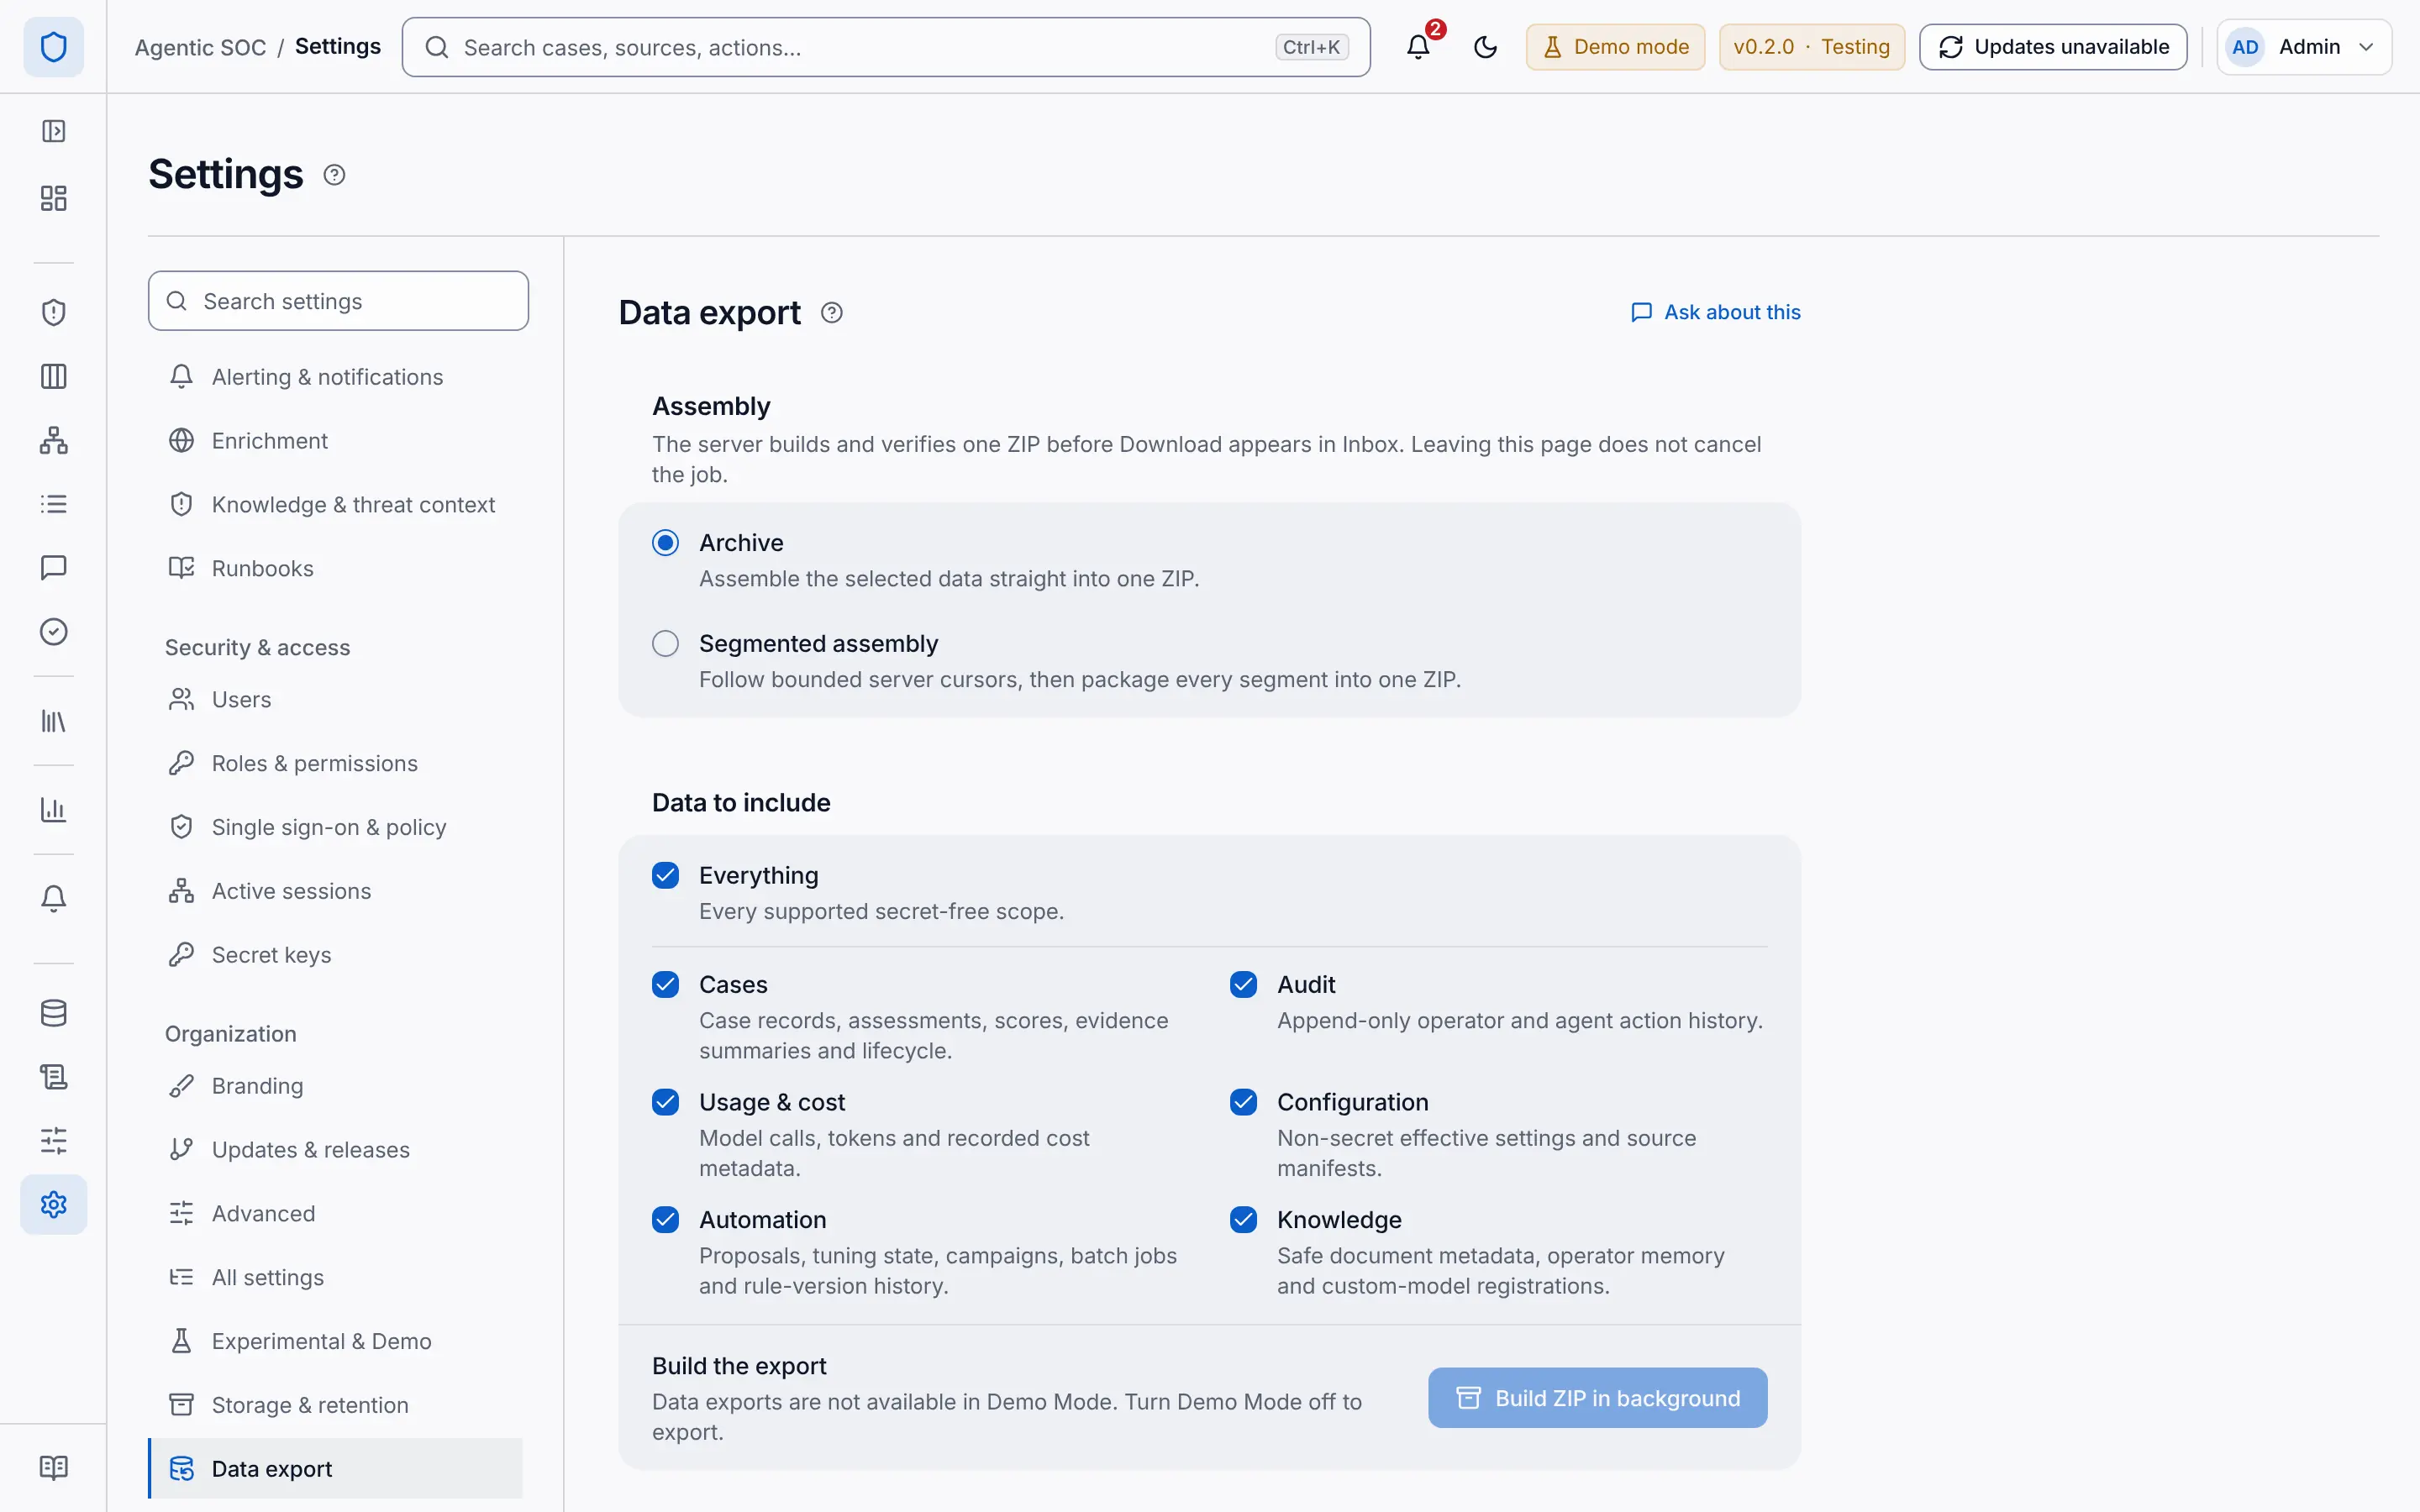 Agentic SOC / Settings
Search cases, sources, actions... Ctrl+K
2
Demo mode
v0.2.0 · Testing
Updates unavailable
AD Admin
Settings
Search settings
Alerting & notifications
Enrichment
Knowledge & threat context
Runbooks
Security & access
Users
Roles & permissions
Single sign-on & policy
Active sessions
Secret keys
Organization
Branding
Updates & releases
Advanced
All settings
Experimental & Demo
Storage & retention
Data export
Data export
Ask about this
Assembly
The server builds and verifies one ZIP before Download appears in Inbox. Leaving this page does not cancel
the job.
Archive
Assemble the selected data straight into one ZIP.
Segmented assembly
Follow bounded server cursors, then package every segment into one ZIP.
Data to include
Everything
Every supported secret-free scope.
Cases
Case records, assessments, scores, evidence
summaries and lifecycle.
Audit
Append-only operator and agent action history.
Usage & cost
Model calls, tokens and recorded cost
metadata.
Configuration
Non-secret effective settings and source
manifests.
Automation
Proposals, tuning state, campaigns, batch jobs
and rule-version history.
Knowledge
Safe document metadata, operator memory
and custom-model registrations.
Build the export
Data exports are not available in Demo Mode. Turn Demo Mode off to
export.
Build ZIP in background